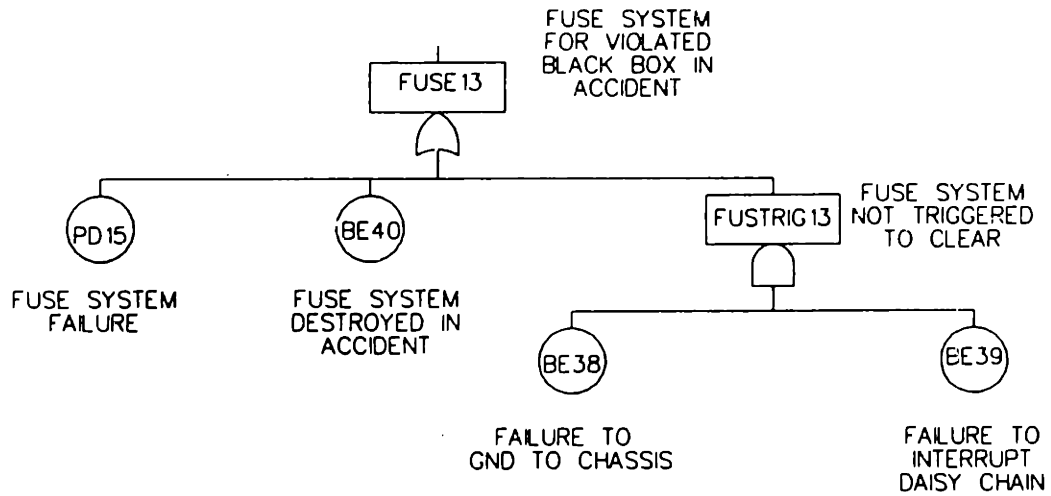 FUSE SYSTEM
FOR VIOLATED
BLACK BOX IN
ACCIDENT
FUSE13
PD15
BE40
FUSTRIG13
FUSE SYSTEM
NOT TRIGGERED
TO CLEAR
FUSE SYSTEM
FAILURE
FUSE SYSTEM
DESTROYED IN
ACCIDENT
BE38
BE39
FAILURE TO
GND TO CHASSIS
FAILURE TO
INTERRUPT
DAISY CHAIN